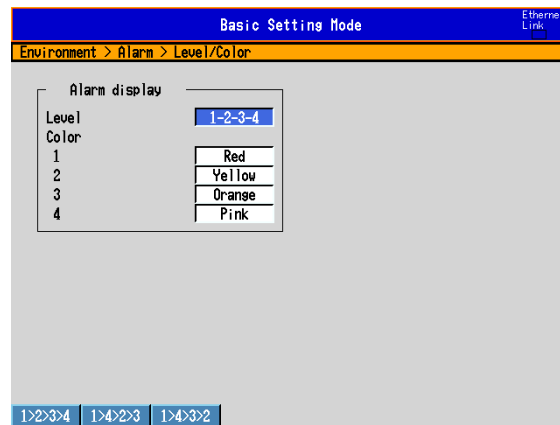 Basic Setting Mode
Etherne
Link
Environment > Alarm > Level/Color
Alarm display
Level 1-2-3-4
Color
1 Red
2 Yellow
3 Orange
4 Pink
1>2>3>4 1>4>2>3 1>4>3>2